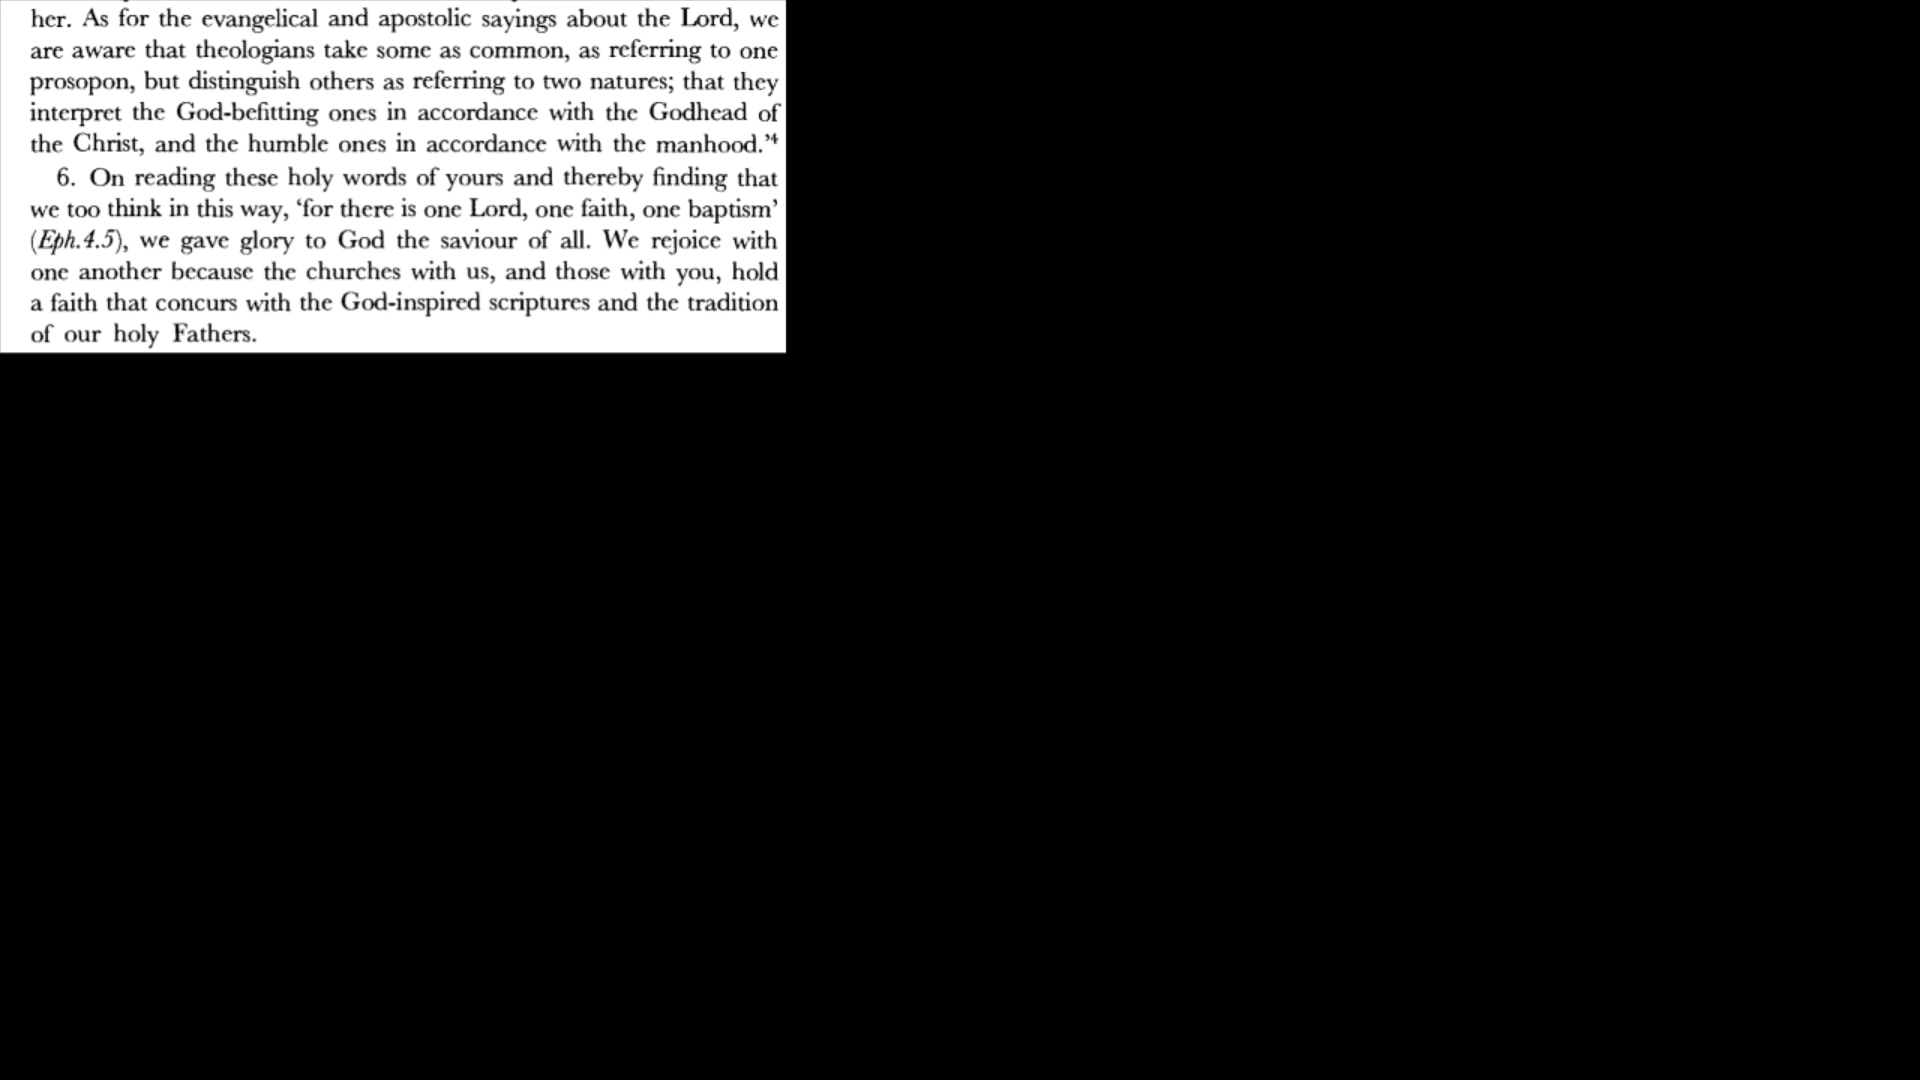 her. As for the evangelical and apostolic sayings about the Lord, we
are aware that theologians take some as common, as referring to one
prosopon, but distinguish others as referring to two natures; that they
interpret the God-befitting ones in accordance with the Godhead of
the Christ, and the humble ones in accordance with the manhood.’⁴
6. On reading these holy words of yours and thereby finding that
we too think in this way, ‘for there is one Lord, one faith, one baptism’
(Eph.4.5), we gave glory to God the saviour of all. We rejoice with
one another because the churches with us, and those with you, hold
a faith that concurs with the God-inspired scriptures and the tradition
of our holy Fathers.